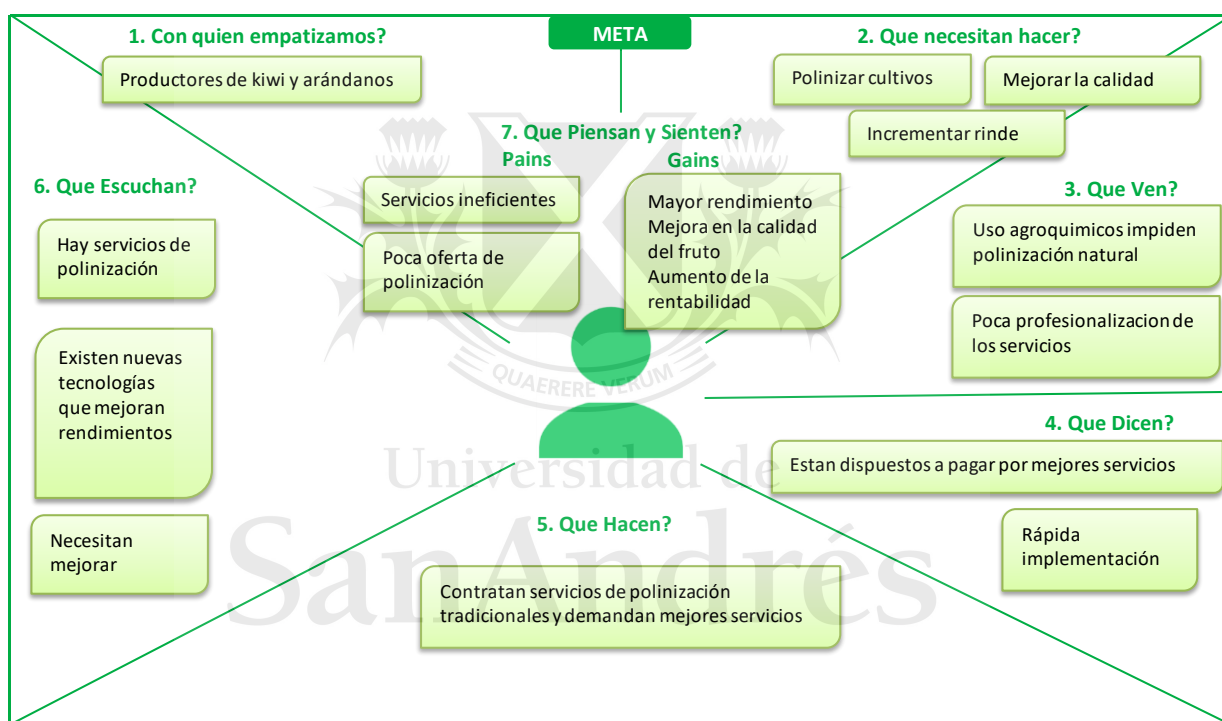 META
1. Con quien empatizamos?
Productores de kiwi y arándanos
2. Que necesitan hacer?
Polinizar cultivos
Mejorar la calidad
Incrementar rinde
7. Que Piensan y Sienten?
Pains
Gains
Servicios ineficientes
Poca oferta de
polinización
Mayor rendimiento
Mejora en la calidad
del fruto
Aumento de la
rentabilidad
3. Que Ven?
Uso agroquimicos impiden
polinización natural
Poca profesionalizacion de
los servicios
6. Que Escuchan?
Hay servicios de
polinización
Existen nuevas
tecnologías
que mejoran
rendimientos
Necesitan
mejorar
4. Que Dicen?
Estan dispuestos a pagar por mejores servicios
Rápida
implementación
5. Que Hacen?
Contratan servicios de polinización
tradicionales y demandan mejores servicios
QUAERERE VERUM
Universidad de
SanAndrés